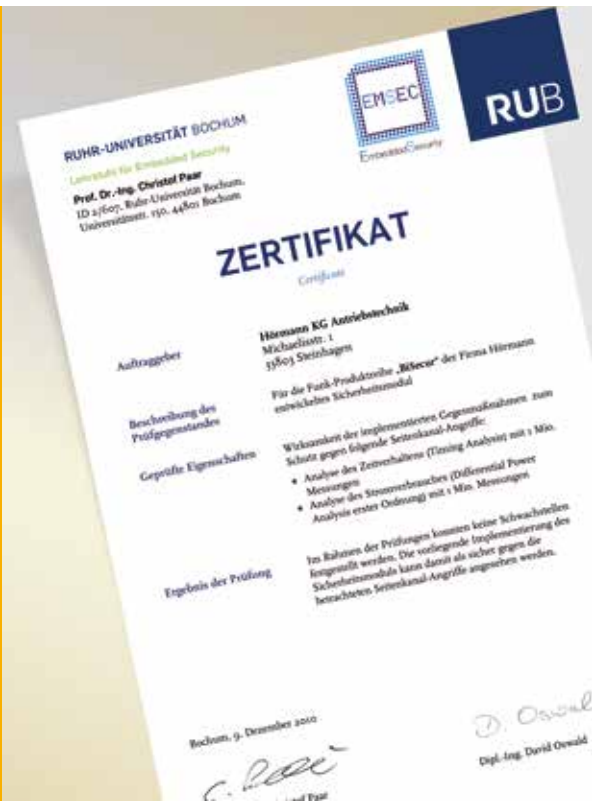 RUHR-UNIVERSITÄT BOCHUM
EMSEC
RUB
Lehrstuhl für Embedded Security
EmbeddedSecurity
Prof. Dr.-Ing. Christof Paar
ID 2/607, Ruhr-Universität Bochum,
Universitätsstr. 150, 44801 Bochum
ZERTIFIKAT
Certificate
Auftraggeber
Hörmann KG Antriebstechnik
Michaelisstr. 1
33803 Steinhagen
Beschreibung des
Prüfgegenstandes
Für die Funk-Produktreihe „BiSecur“ der Firma Hörmann
entwickeltes Sicherheitsmodul
Geprüfte Eigenschaften
Wirksamkeit der implementierten Gegenmaßnahmen zum
Schutz gegen folgende Seitenkanal-Angriffe:
• Analyse des Zeitverhaltens (Timing Analysis) mit 1 Mio.
Messungen
• Analyse des Stromverbrauches (Differential Power
Analysis erster Ordnung) mit 1 Mio. Messungen
Ergebnis der Prüfung
Im Rahmen der Prüfungen konnten keine Schwachstellen
festgestellt werden. Die vorliegende Implementierung des
Sicherheitsmoduls kann damit als sicher gegen die
betrachteten Seitenkanal-Angriffe angesehen werden.
Bochum, 9. Dezember 2010
D. Oswal
Dipl.-Ing. David Oswald
Paar